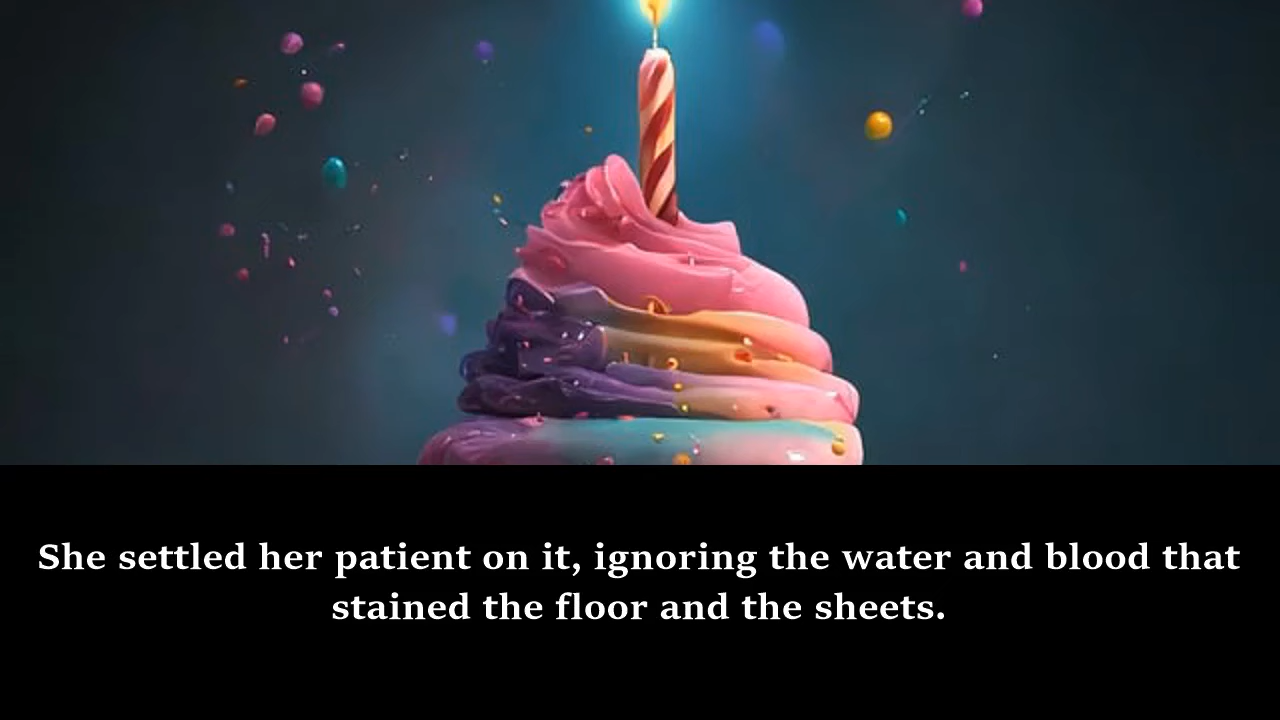 She settled her patient on it, ignoring the water and blood that
stained the floor and the sheets.